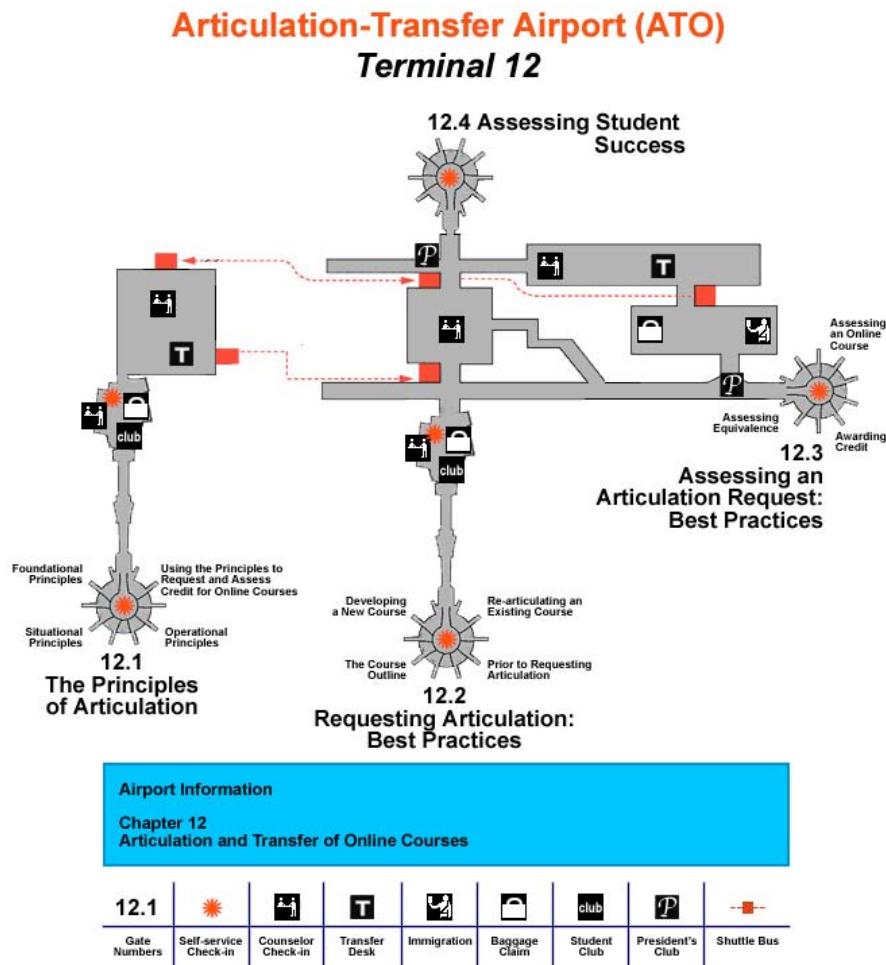 Articulation-Transfer Airport (ATO)
Terminal 12
12.4 Assessing Student
Success
P
T
Assessing
an Online
Course
T
P
club
Assessing
Equivalence
Awarding
Credit
club
12.3
Assessing an
Articulation Request:
Best Practices
Foundational
Principles
Using the Principles to
Request and Assess
Credit for Online Courses
Situational
Principles
Operational
Principles
12.1
The Principles
of Articulation
Developing
a New Course
Re-articulating an
Existing Course
The Course
Outline
Prior to Requesting
Articulation
12.2
Requesting Articulation:
Best Practices
Airport Information
Chapter 12
Articulation and Transfer of Online Courses
12.1
T
club
P
Gate
Numbers
Self-service
Check-in
Counselor
Check-in
Transfer
Desk
Immigration
Baggage
Claim
Student
Club
President's
Club
Shuttle Bus